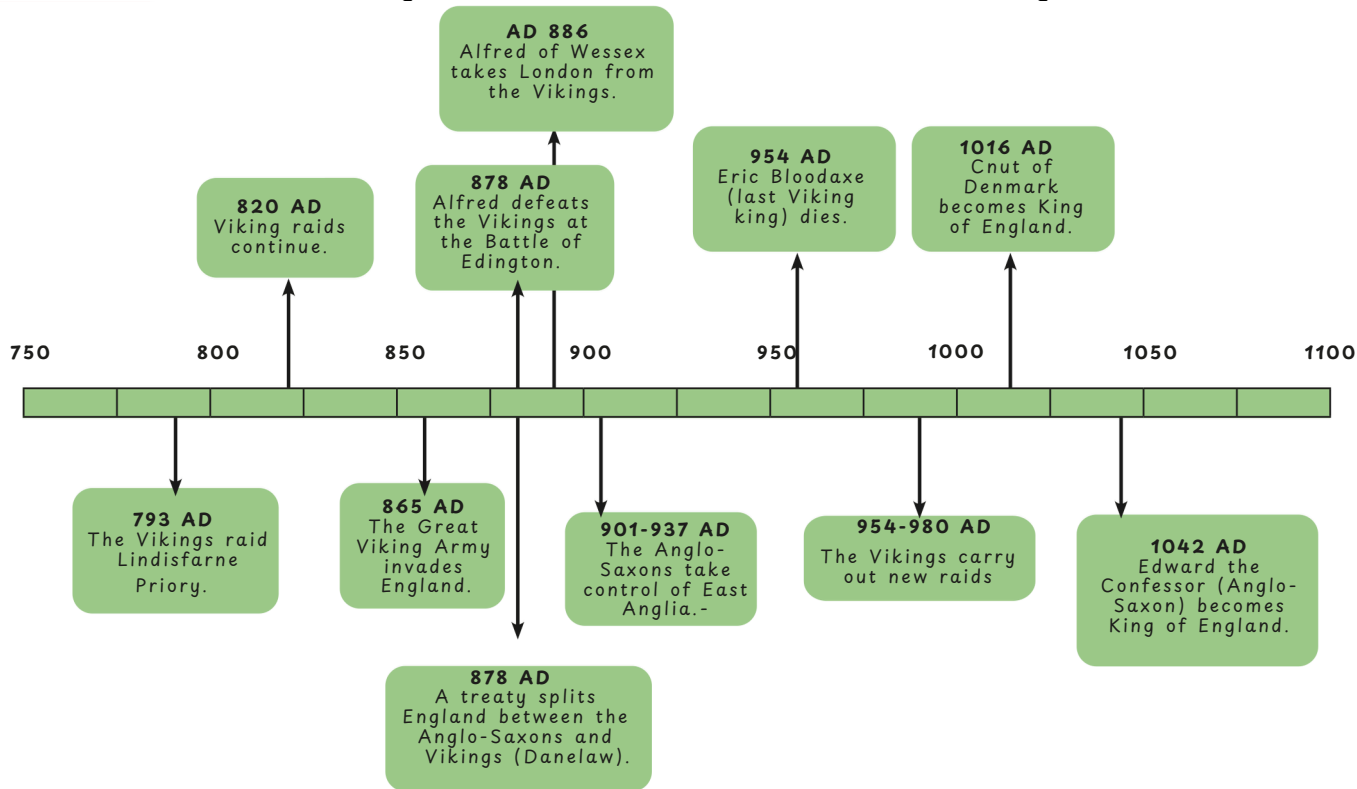 AD 886
Alfred of Wessex
takes London from
the Vikings.
820 AD
Viking raids
continue.
878 AD
Alfred defeats
the Vikings at
the Battle of
Edington.
954 AD
Eric Bloodaxe
(last Viking
king) dies.
1016 AD
Cnut of
Denmark
becomes King
of England.
750 800 850 900 950 1000 1050 1100
793 AD
The Vikings raid
Lindisfarne
Priory.
865 AD
The Great
Viking Army
invades
England.
901-937 AD
The Anglo-
Saxons take
control of East
Anglia.-
954-980 AD
The Vikings carry
out new raids
1042 AD
Edward the
Confessor (Anglo-
Saxon) becomes
King of England.
878 AD
A treaty splits
England between the
Anglo-Saxons and
Vikings (Danelaw).